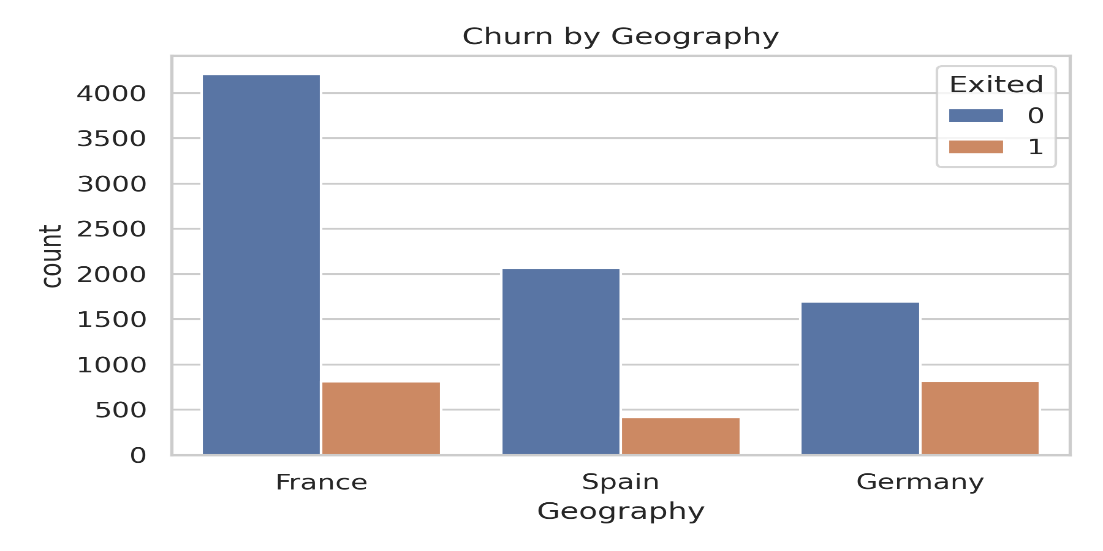 Churn by Geography
Exited
0
1
4000
3500
3000
2500
2000
1500
1000
500
0
count
France
Spain
Germany
Geography